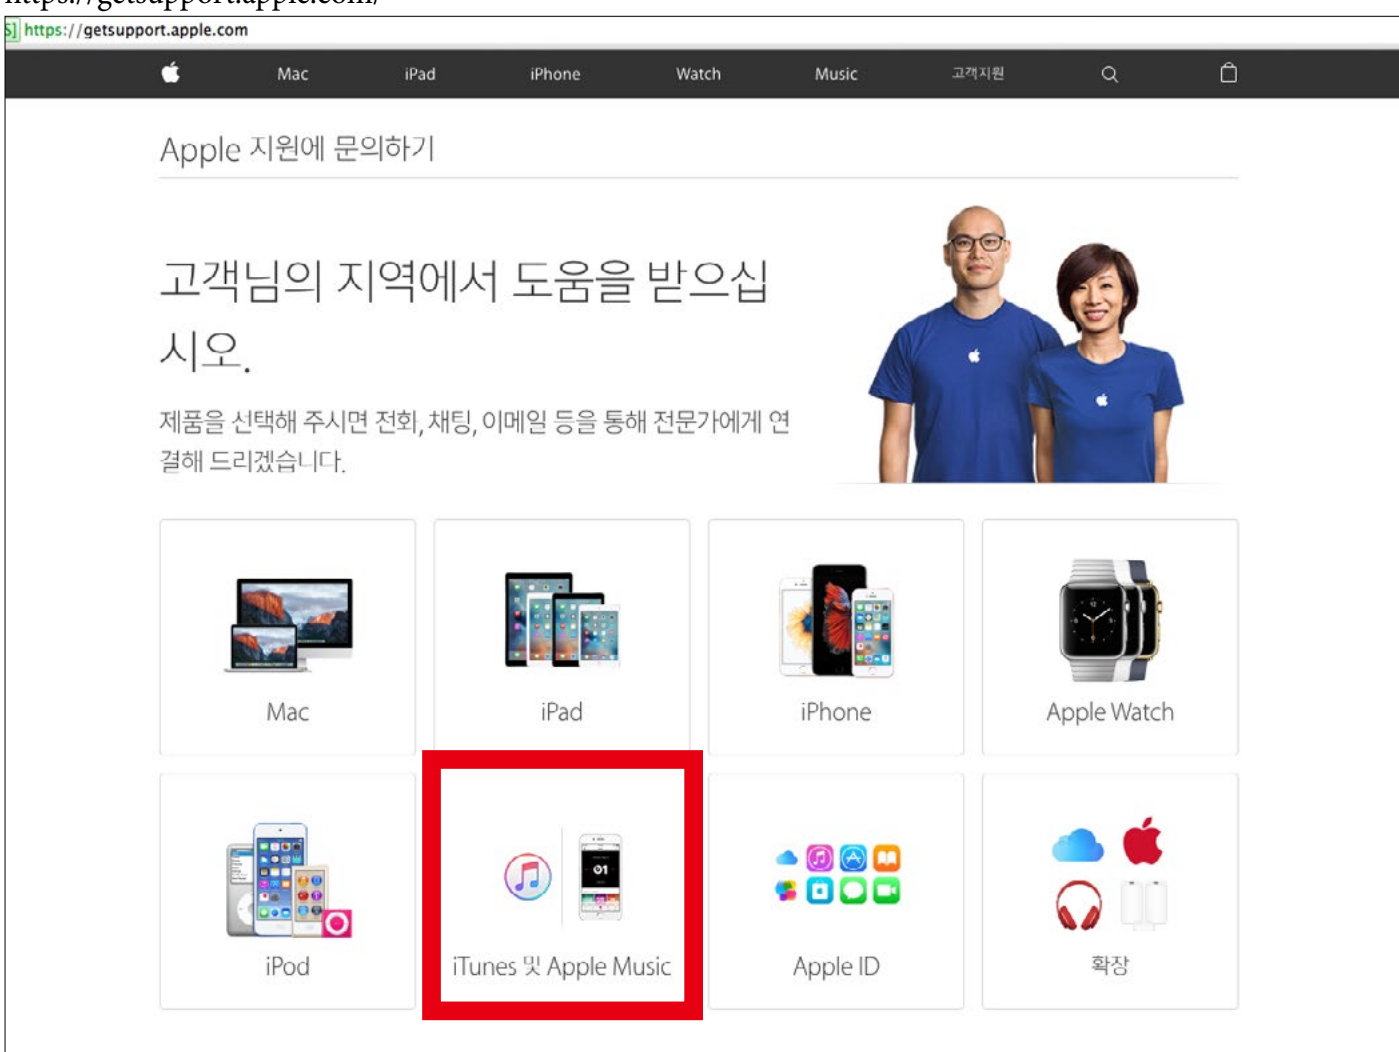 https://getsupport.apple.com/
S] https://getsupport.apple.com
Mac iPad iPhone Watch Music 고객지원
Apple 지원에 문의하기
고객님의 지역에서 도움을 받으십
시오.
제품을 선택해 주시면 전화, 채팅, 이메일 등을 통해 전문가에게 연
결해 드리겠습니다.
Mac iPad iPhone Apple Watch
iPod iTunes 및 Apple Music Apple ID 확장